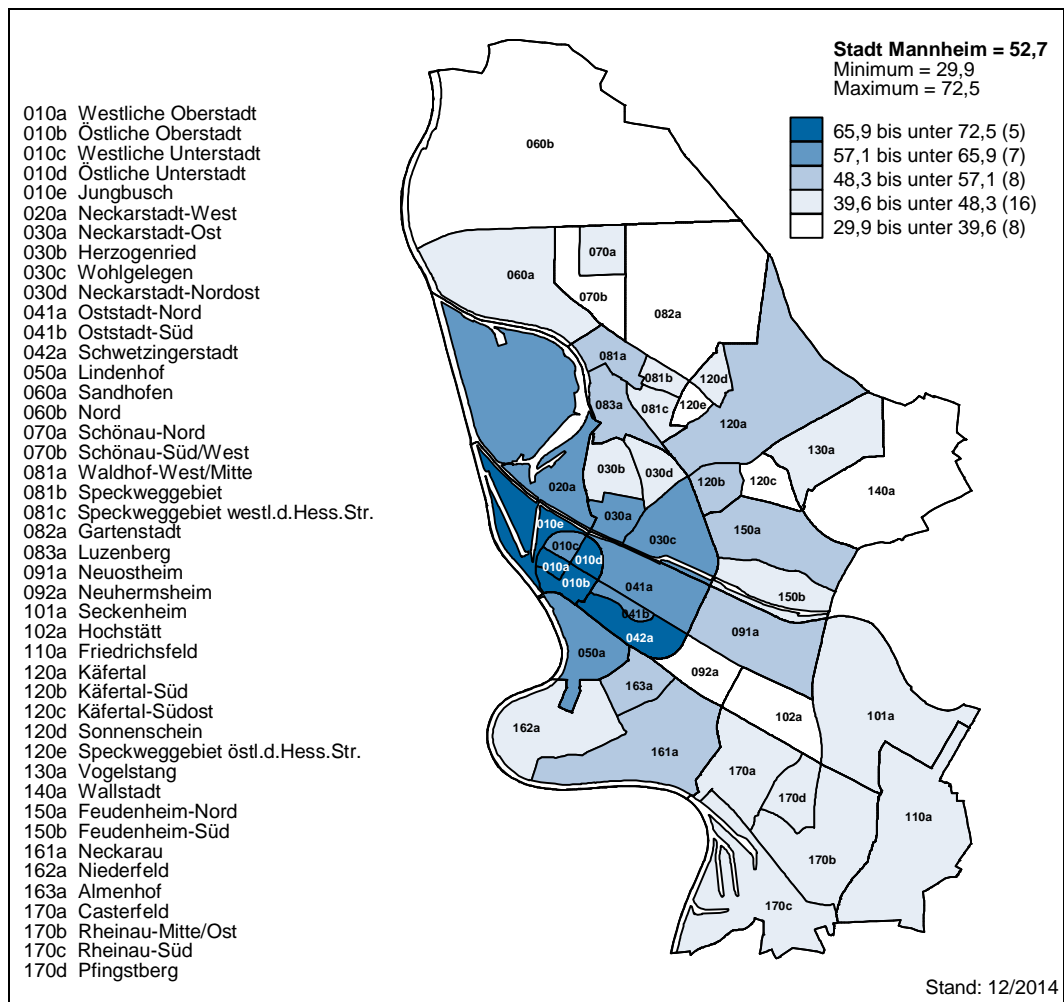 Stadt Mannheim = 52,7
Minimum = 29,9
Maximum = 72,5
65,9 bis unter 72,5 (5)
57,1 bis unter 65,9 (7)
48,3 bis unter 57,1 (8)
39,6 bis unter 48,3 (16)
29,9 bis unter 39,6 (8)
010a Westliche Oberstadt
010b Östliche Oberstadt
010c Westliche Unterstadt
010d Östliche Unterstadt
010e Jungbusch
020a Neckarstadt-West
030a Neckarstadt-Ost
030b Herzogenried
030c Wohlgelegen
030d Neckarstadt-Nordost
041a Oststadt-Nord
041b Oststadt-Süd
042a Schwetzingerstadt
050a Lindenhof
060a Sandhofen
060b Nord
070a Schönau-Nord
070b Schönau-Süd/West
081a Waldhof-West/Mitte
081b Speckweggebiet
081c Speckweggebiet westl.d.Hess.Str.
082a Gartenstadt
083a Luzenberg
091a Neuostheim
092a Neuhermsheim
101a Seckenheim
102a Hochstätt
110a Friedrichsfeld
120a Käfertal
120b Käfertal-Süd
120c Käfertal-Südost
120d Sonnenschein
120e Speckweggebiet östl.d.Hess.Str.
130a Vogelstang
140a Wallstadt
150a Feudenheim-Nord
150b Feudenheim-Süd
161a Neckarau
162a Niederfeld
163a Almenhof
170a Casterfeld
170b Rheinau-Mitte/Ost
170c Rheinau-Süd
170d Pfingstberg
060b
070a
060a
070b
082a
081a
081b
120d
083a
081c
120e
120a
130a
030b
030d
120b
120c
020a
140a
030a
010e
150a
010c
030c
010d
010a
010b
041a
150b
041b
042a
091a
050a
092a
163a
102a
101a
162a
161a
170a
170d
110a
170b
170c
Stand: 12/2014